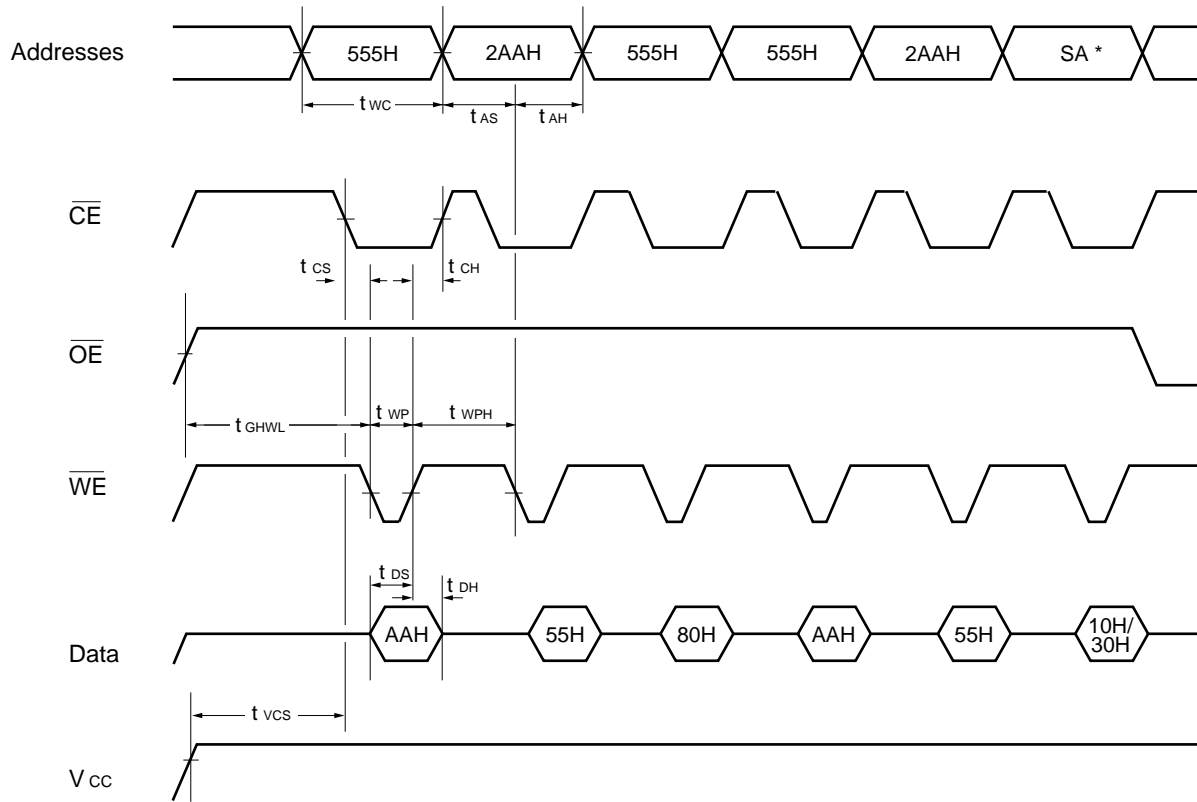 Addresses 555H 2AAH 555H 555H 2AAH SA *
t WC t AS t AH
CE
t CS t CH
OE
t GHWL t WP t WPH
WE
t DS t DH
Data AAH 55H 80H AAH 55H 10H/
30H
t VCS
V CC